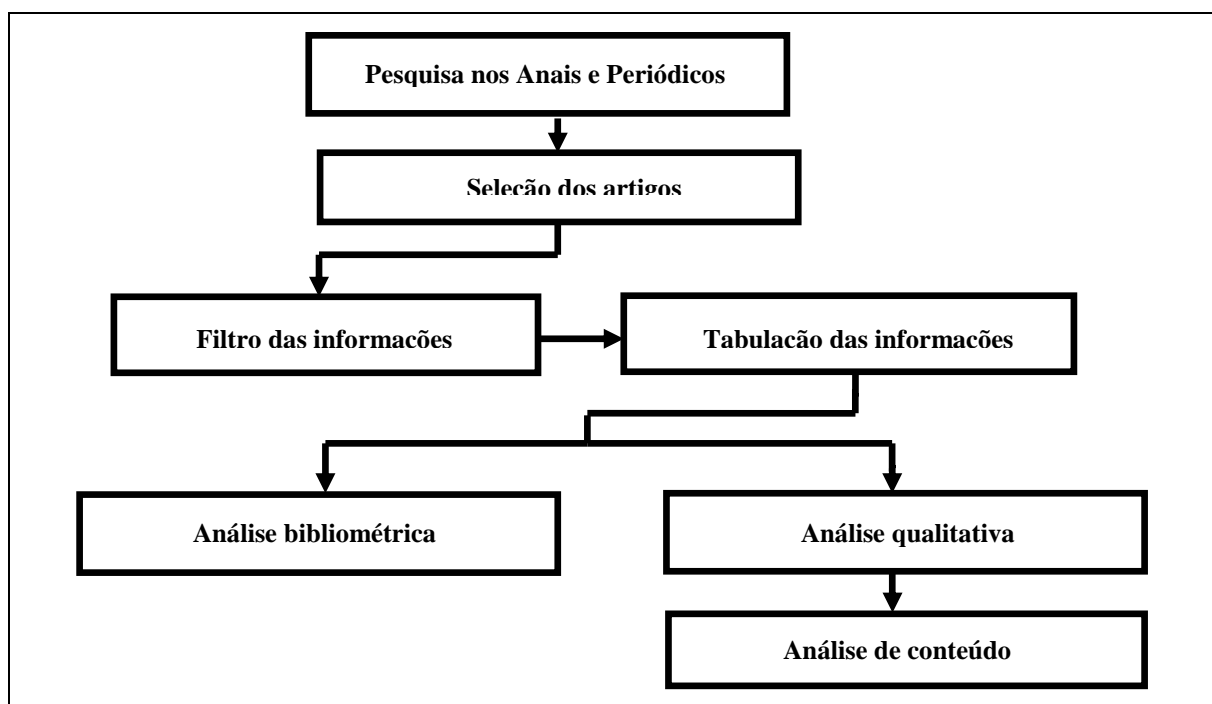 Pesquisa nos Anais e Periódicos
Seleção dos artigos
Filtro das informações
Tabulação das informações
Análise bibliométrica
Análise qualitativa
Análise de conteúdo